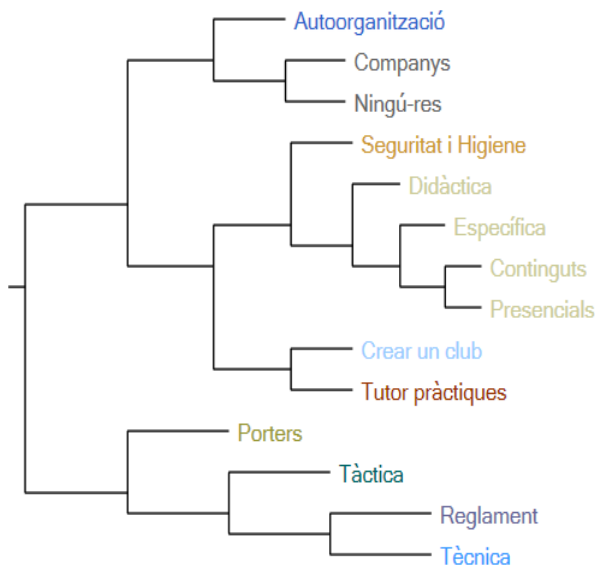 Autoorganització
Companys
Ningú-res
Seguritat i Higiene
Didàctica
Específica
Continguts
Presencials
Crear un club
Tutor pràctiques
Porters
Tàctica
Reglament
Tècnica